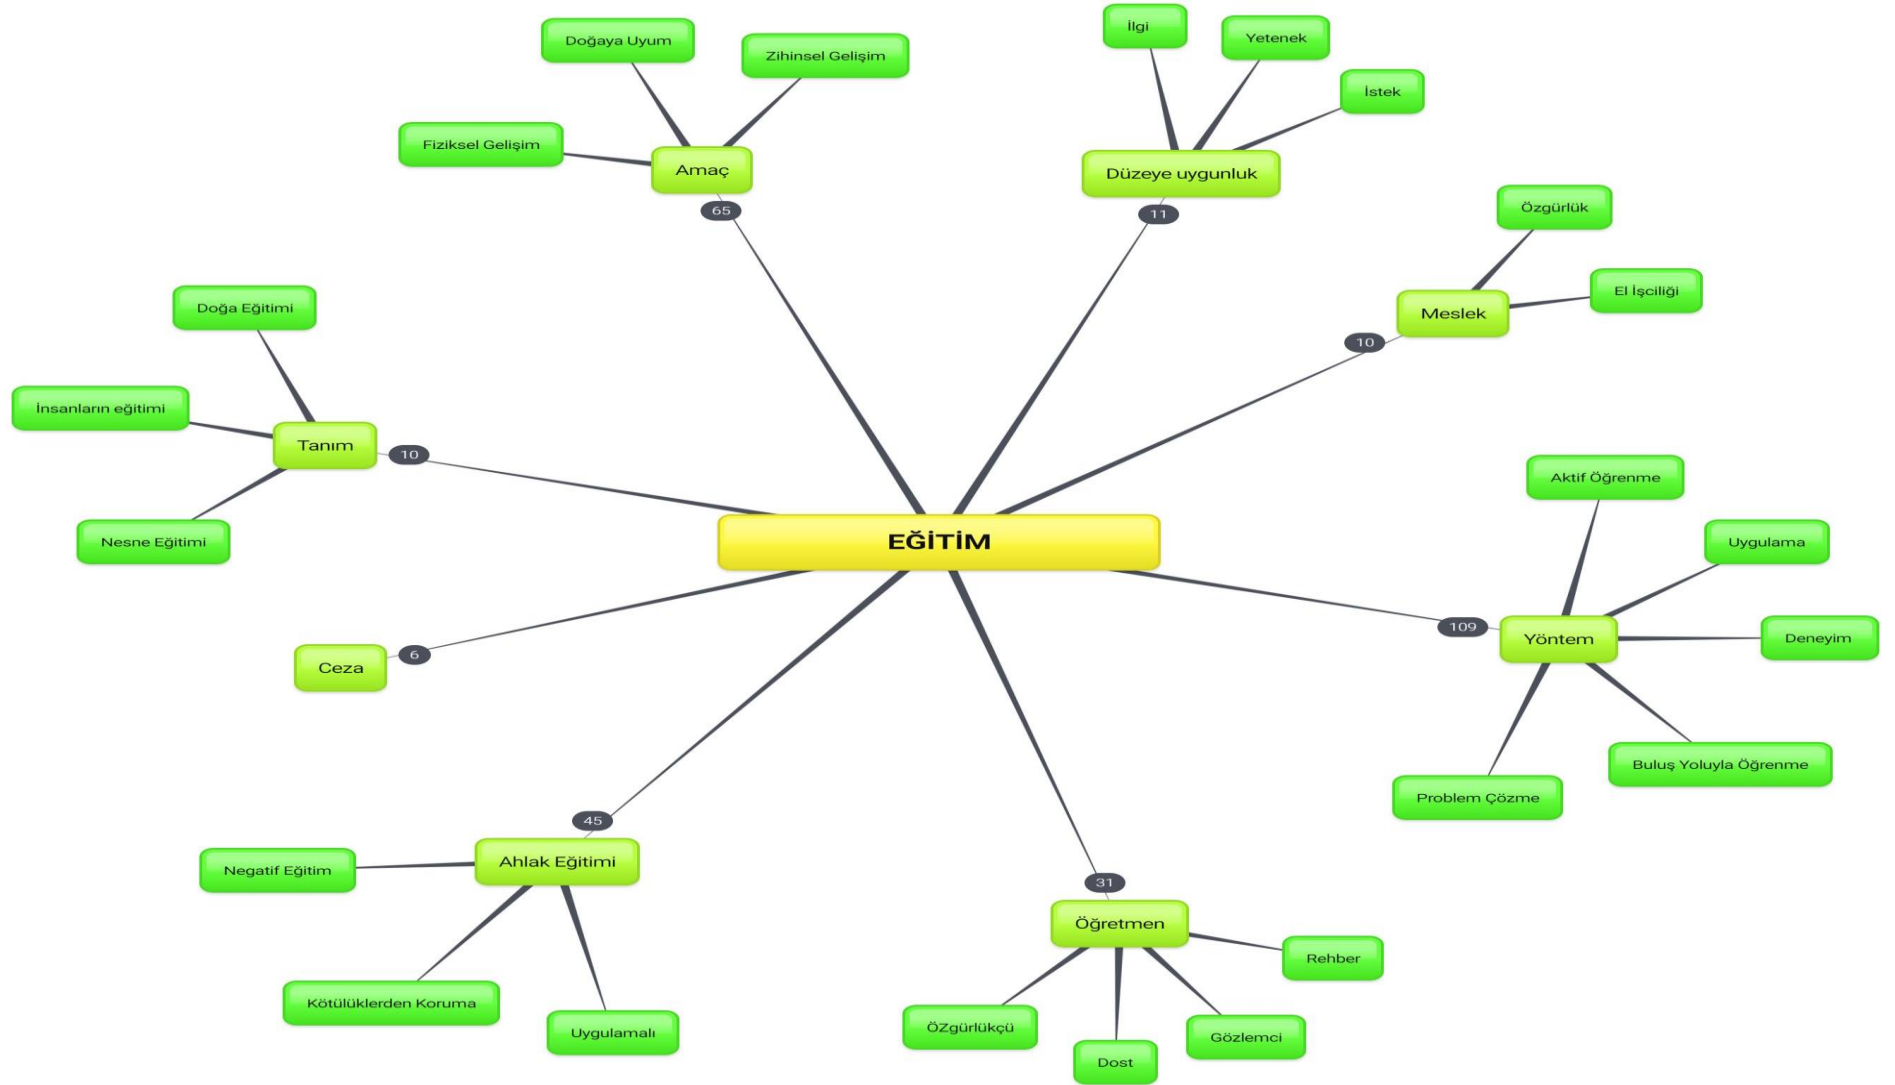 İlgi
Yetenek
Doğaya Uyum
Zihinsel Gelişim
İstek
Fiziksel Gelişim
Amaç
Düzeye uygunluk
65
11
Özgürlük
El İşçiliği
Meslek
10
Doğa Eğitimi
İnsanların eğitimi
Tanım
10
Nesne Eğitimi
EĞİTİM
Aktif Öğrenme
Uygulama
Deneyim
Yöntem
109
Buluş Yoluyla Öğrenme
Problem Çözme
Ceza
6
45
Ahlak Eğitimi
Negatif Eğitim
Kötülüklerden Koruma
Uygulamalı
31
Öğretmen
Rehber
ÖZgürlükçü
Gözlemci
Dost